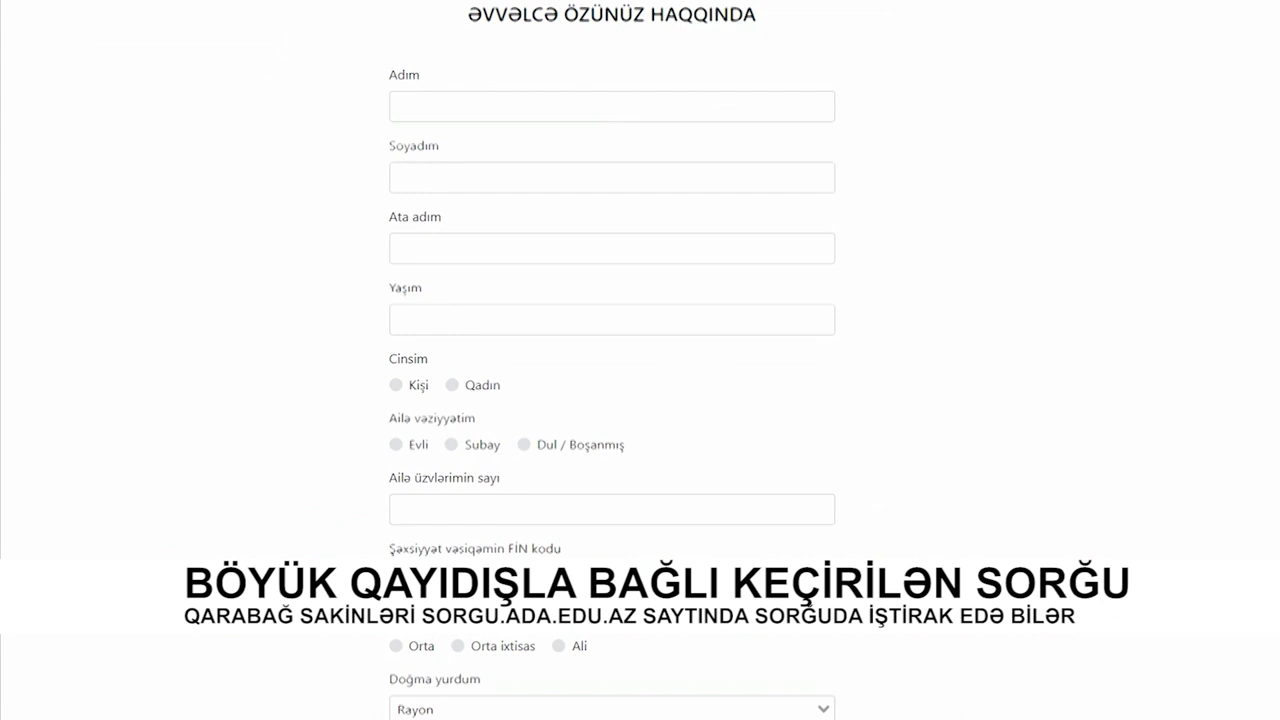 ƏVVƏLCƏ ÖZÜNÜZ HAQQINDA
Adım
Soyadım
Ata adım
Yaşım
Cinsim
Kişi Qadın
Ailə vəziyyətim
Evli Subay Dul / Boşanmış
Ailə üzvlərimin sayı
Şəxsiyyət vəsiqəmin FİN kodu
BÖYÜK QAYIDIŞLA BAĞLI KEÇİRİLƏN SORĞU
QARABAĞ SAKİNLƏRİ SORGU.ADA.EDU.AZ SAYTINDA SORĞUDA İŞTİRAK EDƏ BİLƏR
Orta Orta ixtisas Ali
Doğma yurdum
Rayon